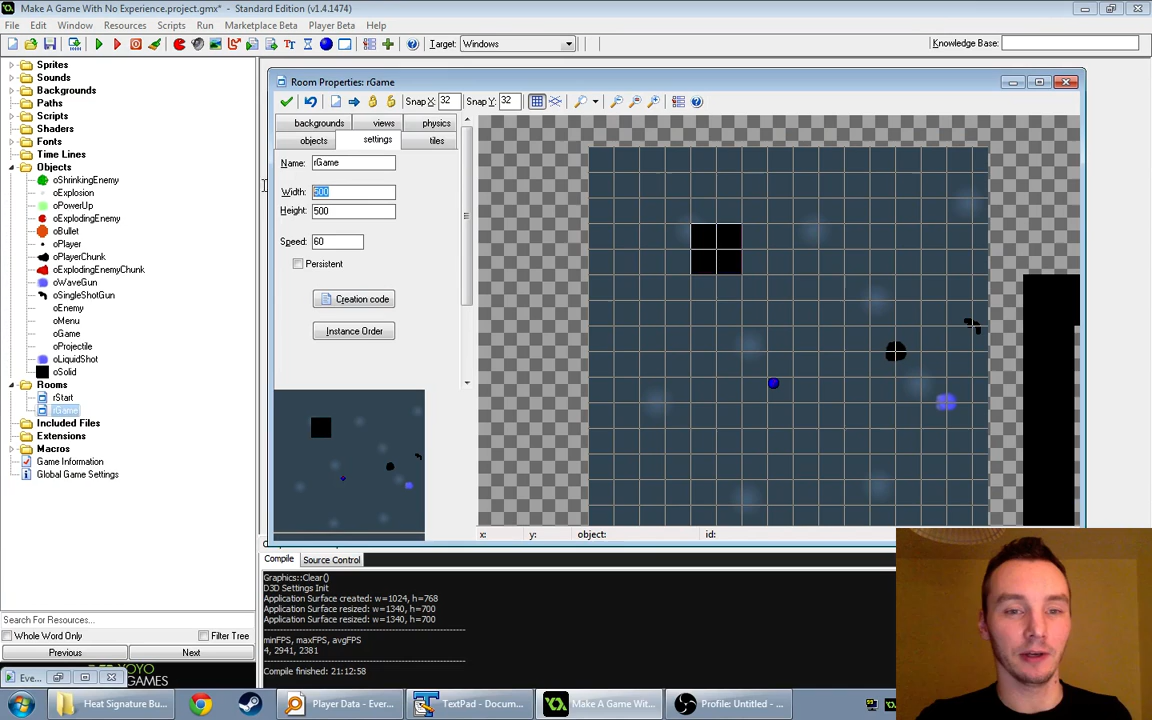 Make A Game With No Experience.project.gmx* - Standard Edition (v1.4.1474)
File Edit Window Resources Scripts Run Marketplace Beta Player Beta Help
Target: Windows
Knowledge Base:
Sprites
Sounds
Backgrounds
Paths
Scripts
Shaders
Fonts
Time Lines
Objects
oShrinkingEnemy
oExplosion
oPowerUp
oExplodingEnemy
oBullet
oPlayer
oPlayerChunk
oExplodingEnemyChunk
oWaveGun
oSingleShotGun
oEnemy
oMenu
oGame
oProjectile
oLiquidShot
oSolid
Rooms
rStart
rGame
Included Files
Extensions
Macros
Game Information
Global Game Settings
Search For Resources..
Whole Word Only Filter Tree
Previous Next
Room Properties: rGame
Snap X: 32 Snap Y: 32
backgrounds views physics
objects settings tiles
Name: rGame
Width: 500
Height: 500
Speed: 60
Persistent
Creation code
Instance Order
x: y: object: id:
Compile Source Control
Graphics::Clear()
D3D Settings Init
Application Surface created: w=1024, h=768
Application Surface resized: w=1340, h=700
Application Surface resized: w=1340, h=700
minFPS, maxFPS, avgFPS
4, 2941, 2381
Compile finished: 21:12:58
Eve...
YOYO
GAMES
Heat Signature Bu...
Player Data - Ever...
TextPad - Docum...
Make A Game Wit...
Profile: Untitled - ...